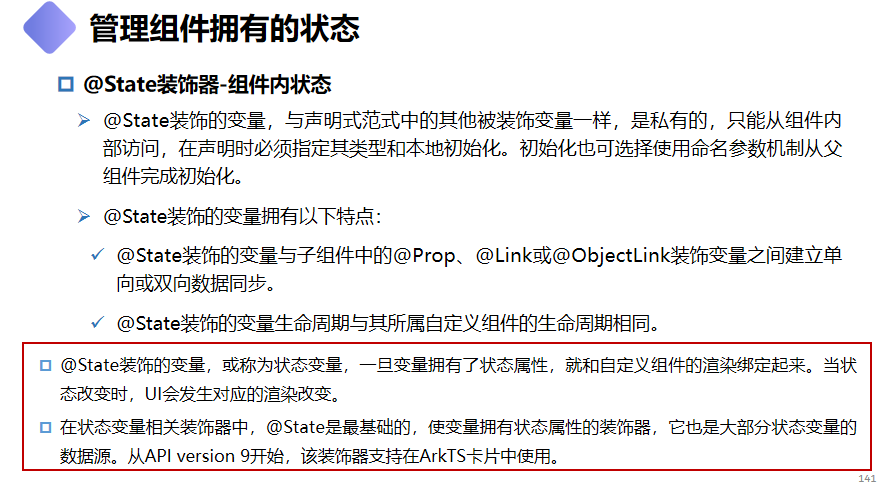 管理组件拥有的状态
@State装饰器-组件内状态
@State装饰的变量，与声明式范式中的其他被装饰变量一样，是私有的，只能从组件内
部访问，在声明时必须指定其类型和本地初始化。初始化也可选择使用命名参数机制从父
组件完成初始化。
@State装饰的变量拥有以下特点：
@State装饰的变量与子组件中的@Prop、@Link或@ObjectLink装饰变量之间建立单
向或双向数据同步。
@State装饰的变量生命周期与其所属自定义组件的生命周期相同。
@State装饰的变量，或称为状态变量，一旦变量拥有了状态属性，就和自定义组件的渲染绑定起来。当状
态改变时，UI会发生对应的渲染改变。
在状态变量相关装饰器中，@State是最基础的，使变量拥有状态属性的装饰器，它也是大部分状态变量的
数据源。从API version 9开始，该装饰器支持在ArkTS卡片中使用。
141